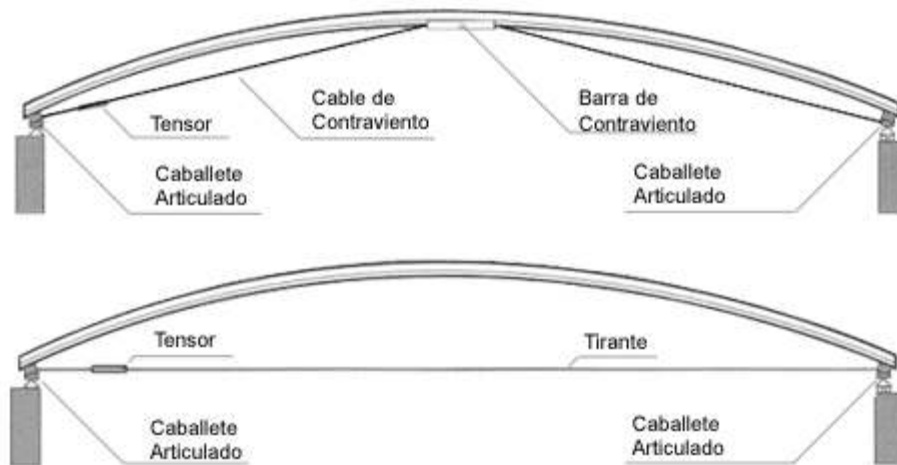 Tensor
Cable de
Contraviento
Barra de
Contraviento
Caballete
Articulado
Caballete
Articulado
Tensor
Tirante
Caballete
Articulado
Caballete
Articulado